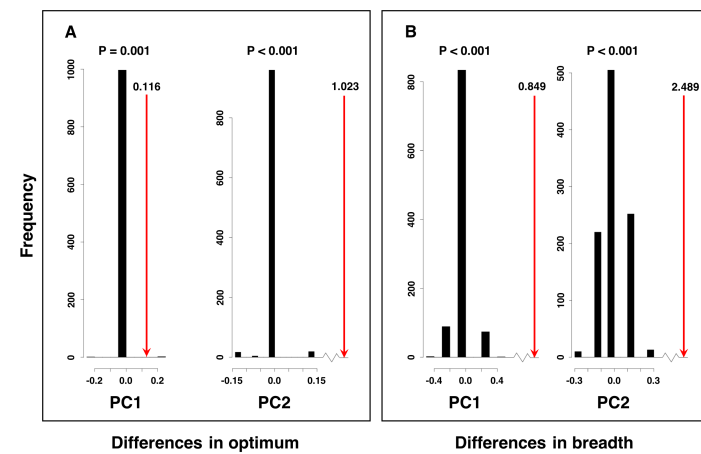 A
B
P = 0.001
P < 0.001
P < 0.001
P < 0.001
0.116
1.023
0.849
2.489
Frequency
0 200 400 600 800 1000
-0.2 0.0 0.2
PC1
0 200 400 600 800
-0.15 0.0 0.15
PC2
0 200 400 600 800
-0.4 0.0 0.4
PC1
0 100 200 300 400 500
-0.3 0.0 0.3
PC2
Differences in optimum
Differences in breadth